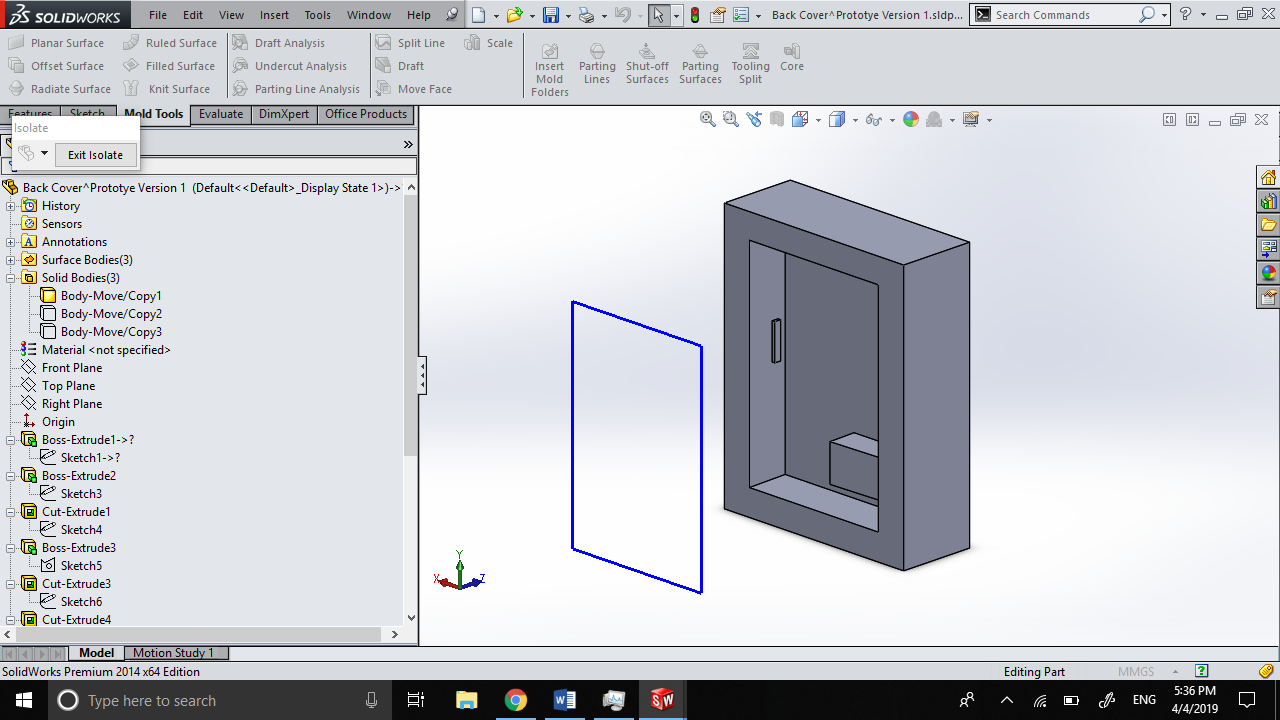 SOLIDWORKS File Edit View Insert Tools Window Help Back Cover^Prototye Version 1.sldp... Search Commands
Planar Surface Ruled Surface Draft Analysis Split Line Scale
Offset Surface Filled Surface Undercut Analysis Draft
Radiate Surface Knit Surface Parting Line Analysis Move Face
Insert Mold Folders
Parting Lines
Shut-off Surfaces
Parting Surfaces
Tooling Split
Core
Features Sketch Mold Tools Evaluate DimXpert Office Products
Isolate
Exit Isolate
Back Cover^Prototye Version 1 (Default<<Default>_Display State 1>)->
History
Sensors
Annotations
Surface Bodies(3)
Solid Bodies(3)
Body-Move/Copy1
Body-Move/Copy2
Body-Move/Copy3
Material <not specified>
Front Plane
Top Plane
Right Plane
Origin
Boss-Extrude1->?
Sketch1->?
Boss-Extrude2
Sketch3
Cut-Extrude1
Sketch4
Boss-Extrude3
Sketch5
Cut-Extrude3
Sketch6
Cut-Extrude4
Y
X Z
Model Motion Study 1
SolidWorks Premium 2014 x64 Edition Editing Part MMGS
Type here to search ENG 5:36 PM
4/4/2019